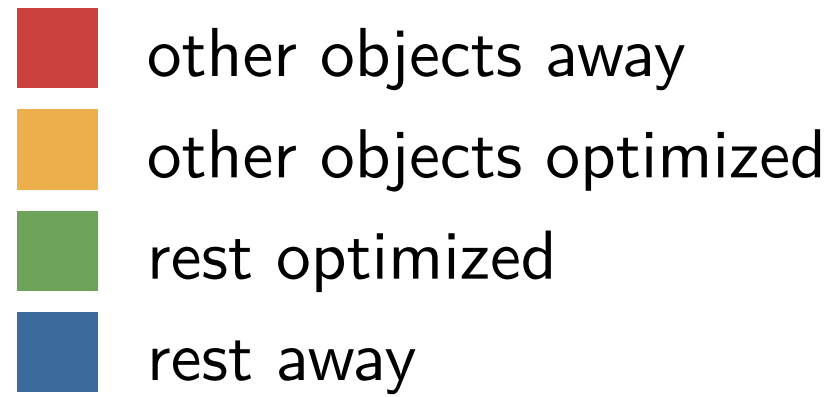 other objects away
other objects optimized
rest optimized
rest away